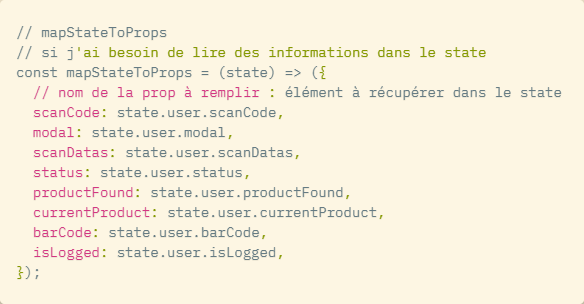 // mapStateToProps
// si j'ai besoin de lire des informations dans le state
const mapStateToProps = (state) => ({
  // nom de la prop à remplir : élément à récupérer dans le state
  scanCode: state.user.scanCode,
  modal: state.user.modal,
  scanDatas: state.user.scanDatas,
  status: state.user.status,
  productFound: state.user.productFound,
  currentProduct: state.user.currentProduct,
  barCode: state.user.barCode,
  isLogged: state.user.isLogged,
});